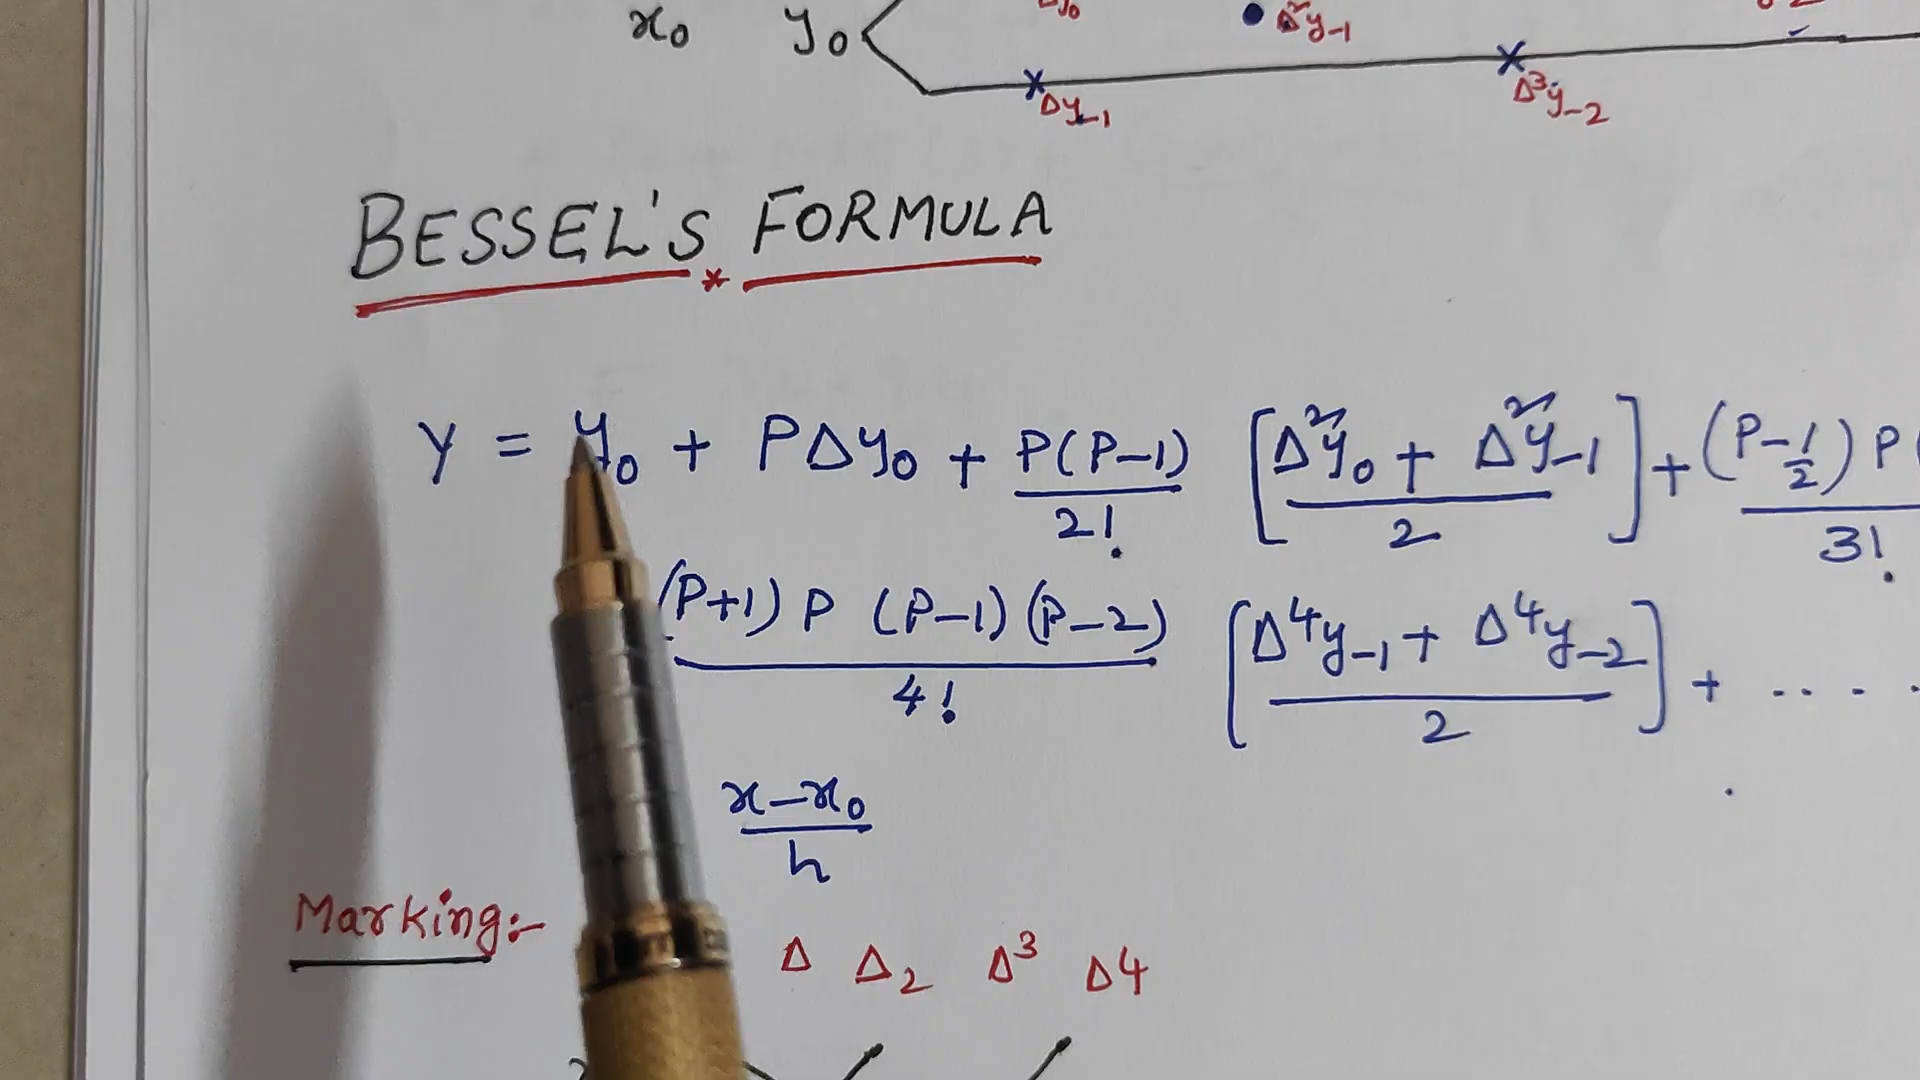 x₀ y₀ Δy₀ Δ²y₋₁
Δy₋₁ Δ³y₋₂
BESSEL'S FORMULA
y = y₀ + PΔy₀ + P(P-1)/2! [Δ²y₀ + Δ²y₋₁/2] + (P-1/2) P(/3!
(P+1) P (P-1) (P-2)/4! [Δ⁴y₋₁ + Δ⁴y₋₂/2] + .....
x-x₀/h
Marking:-
Δ Δ₂ Δ³ Δ4